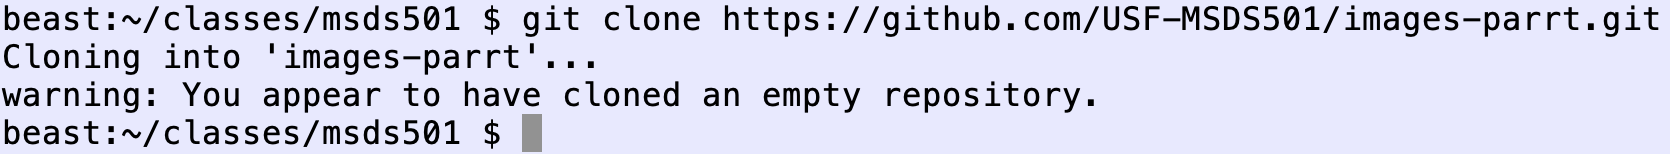 beast:~/classes/msds501 $ git clone https://github.com/USF-MSDS501/images-parrt.git
Cloning into 'images-parrt'...
warning: You appear to have cloned an empty repository.
beast:~/classes/msds501 $